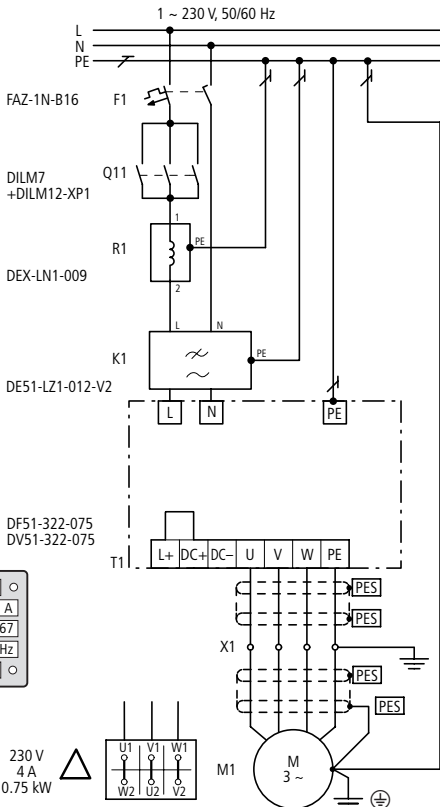 1 ~ 230 V, 50/60 Hz
L
N
PE
FAZ-1N-B16 F1
DILM7
+DILM12-XP1
Q11
1
R1
PE
2
DEX-LN1-009
L N
K1
PE
DE51-LZ1-012-V2
L N PE
DF51-322-075
DV51-322-075
T1
L+ DC+ DC– U V W PE
PES
A
67
PES
Hz
X1
PES
PES
230 V
4 A
0.75 kW
U1 V1 W1
W2 U2 V2
M1
M
3 ~